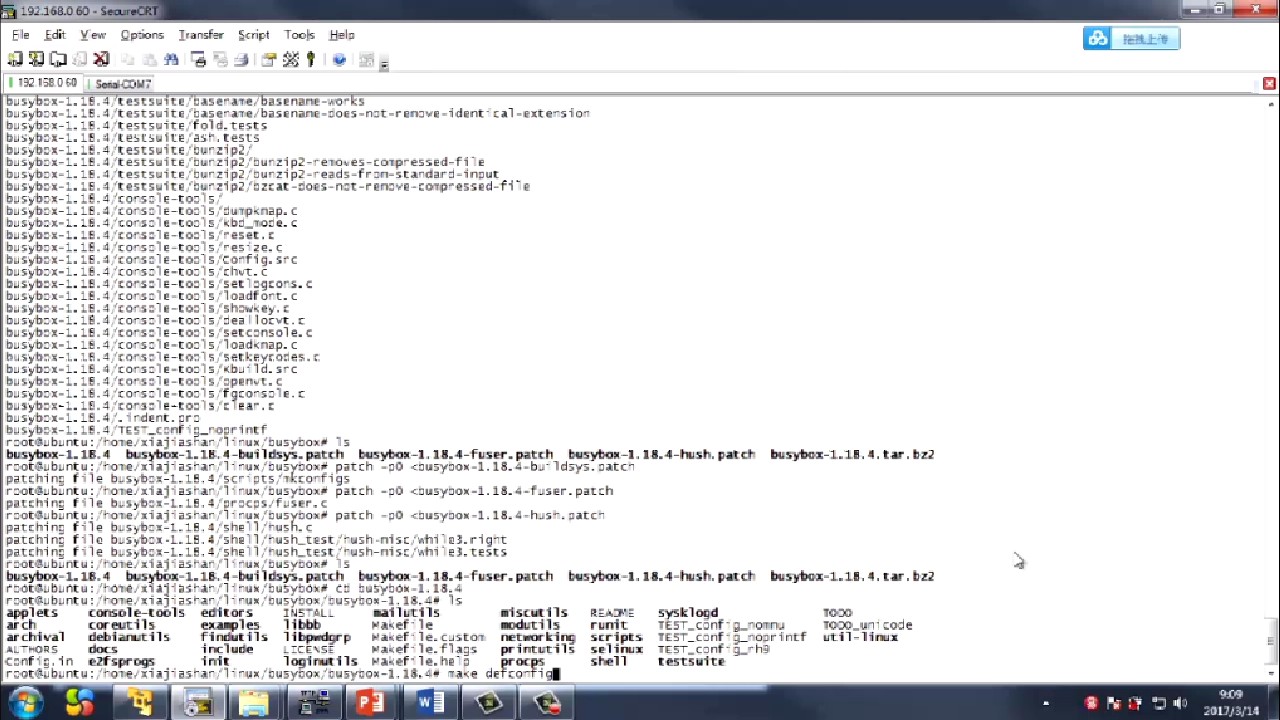 192.168.0.60 - SecureCRT
File Edit View Options Transfer Script Tools Help
拖拽上传
192.168.0.60 Serial-COM7
busybox-1.18.4/testsuite/basename/basename-works
busybox-1.18.4/testsuite/basename/basename-does-not-remove-identical-extension
busybox-1.18.4/testsuite/fold.tests
busybox-1.18.4/testsuite/ash.tests
busybox-1.18.4/testsuite/bunzip2/
busybox-1.18.4/testsuite/bunzip2/bunzip2-removes-compressed-file
busybox-1.18.4/testsuite/bunzip2/bunzip2-reads-from-standard-input
busybox-1.18.4/testsuite/bunzip2/bzcat-does-not-remove-compressed-file
busybox-1.18.4/console-tools/
busybox-1.18.4/console-tools/dumpkmap.c
busybox-1.18.4/console-tools/kbd_mode.c
busybox-1.18.4/console-tools/reset.c
busybox-1.18.4/console-tools/resize.c
busybox-1.18.4/console-tools/Config.src
busybox-1.18.4/console-tools/chvt.c
busybox-1.18.4/console-tools/setlogcons.c
busybox-1.18.4/console-tools/loadfont.c
busybox-1.18.4/console-tools/showkey.c
busybox-1.18.4/console-tools/deallocvt.c
busybox-1.18.4/console-tools/setconsole.c
busybox-1.18.4/console-tools/loadkmap.c
busybox-1.18.4/console-tools/setkeycodes.c
busybox-1.18.4/console-tools/Kbuild.src
busybox-1.18.4/console-tools/openvt.c
busybox-1.18.4/console-tools/fgconsole.c
busybox-1.18.4/console-tools/clear.c
busybox-1.18.4/.indent.pro
busybox-1.18.4/TEST_config_noprintf
root@ubuntu:/home/xiajiashan/linux/busybox# ls
busybox-1.18.4 busybox-1.18.4-buildsys.patch busybox-1.18.4-fuser.patch busybox-1.18.4-hush.patch busybox-1.18.4.tar.bz2
root@ubuntu:/home/xiajiashan/linux/busybox# patch -p0 <busybox-1.18.4-buildsys.patch
patching file busybox-1.18.4/scripts/mkconfigs
root@ubuntu:/home/xiajiashan/linux/busybox# patch -p0 <busybox-1.18.4-fuser.patch
patching file busybox-1.18.4/procps/fuser.c
root@ubuntu:/home/xiajiashan/linux/busybox# patch -p0 <busybox-1.18.4-hush.patch
patching file busybox-1.18.4/shell/hush.c
patching file busybox-1.18.4/shell/hush_test/hush-misc/while3.right
patching file busybox-1.18.4/shell/hush_test/hush-misc/while3.tests
root@ubuntu:/home/xiajiashan/linux/busybox# ls
busybox-1.18.4 busybox-1.18.4-buildsys.patch busybox-1.18.4-fuser.patch busybox-1.18.4-hush.patch busybox-1.18.4.tar.bz2
root@ubuntu:/home/xiajiashan/linux/busybox# cd busybox-1.18.4
root@ubuntu:/home/xiajiashan/linux/busybox/busybox-1.18.4# ls
applets console-tools editors INSTALL mailutils miscutils README sysklogd TODO
arch coreutils examples libbb Makefile modutils runit TEST_config_nommu TODO_unicode
archival debianutils findutils libpwdgrp Makefile.custom networking scripts TEST_config_noprintf util-linux
AUTHORS docs include LICENSE Makefile.flags printutils selinux TEST_config_rh9
Config.in e2fsprogs init loginutils Makefile.help procps shell testsuite
root@ubuntu:/home/xiajiashan/linux/busybox/busybox-1.18.4# make defconfig
9:09
2017/3/14